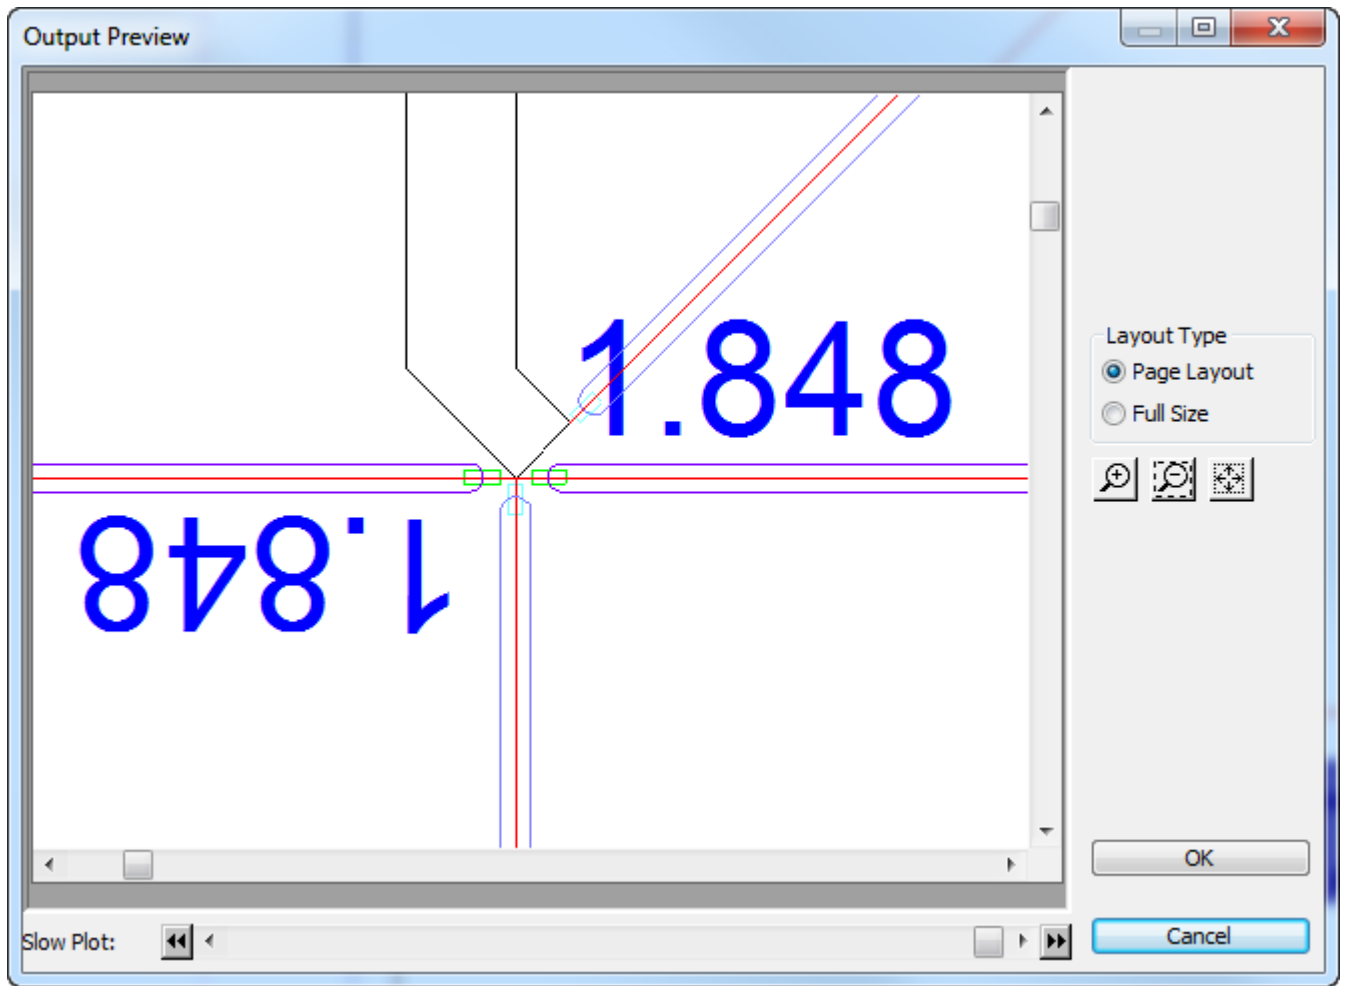 Output Preview
1.848
Layout Type
Page Layout
Full Size
1.848
OK
Slow Plot:
Cancel